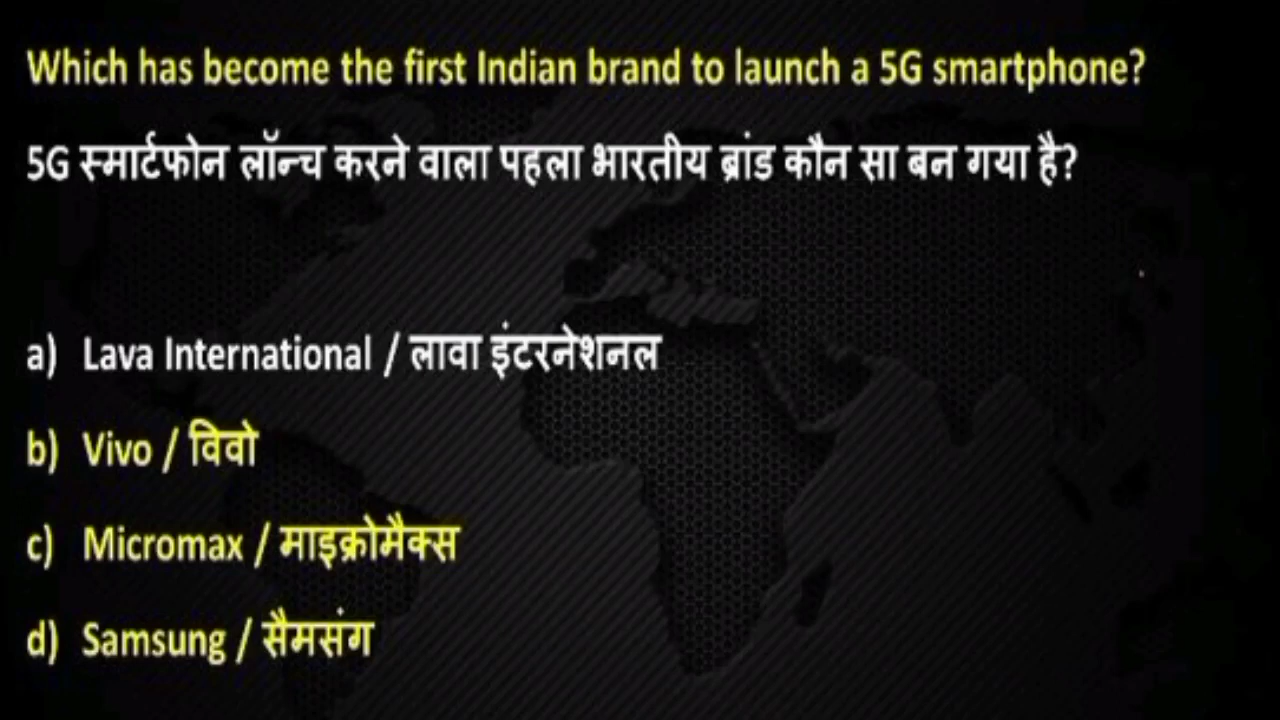 Which has become the first Indian brand to launch a 5G smartphone?
5G स्मार्टफोन लॉन्च करने वाला पहला भारतीय ब्रांड कौन सा बन गया है?
a) Lava International / लावा इंटरनेशनल
b) Vivo / विवो
c) Micromax / माइक्रोमैक्स
d) Samsung / सैमसंग